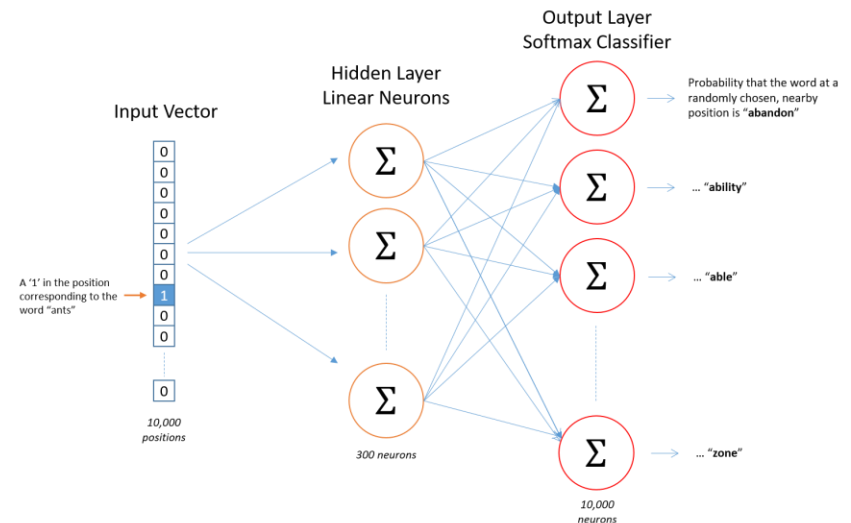 Output Layer
Softmax Classifier
Hidden Layer
Linear Neurons
Input Vector
0
0
0
0
0
0
0
1
0
0
0
A ‘1’ in the position
corresponding to the
word “ants”
10,000
positions
Σ
Σ
Σ
300 neurons
Σ
Σ
Σ
Σ
10,000
neurons
Probability that the word at a
randomly chosen, nearby
position is “abandon”
... “ability”
... “able”
... “zone”